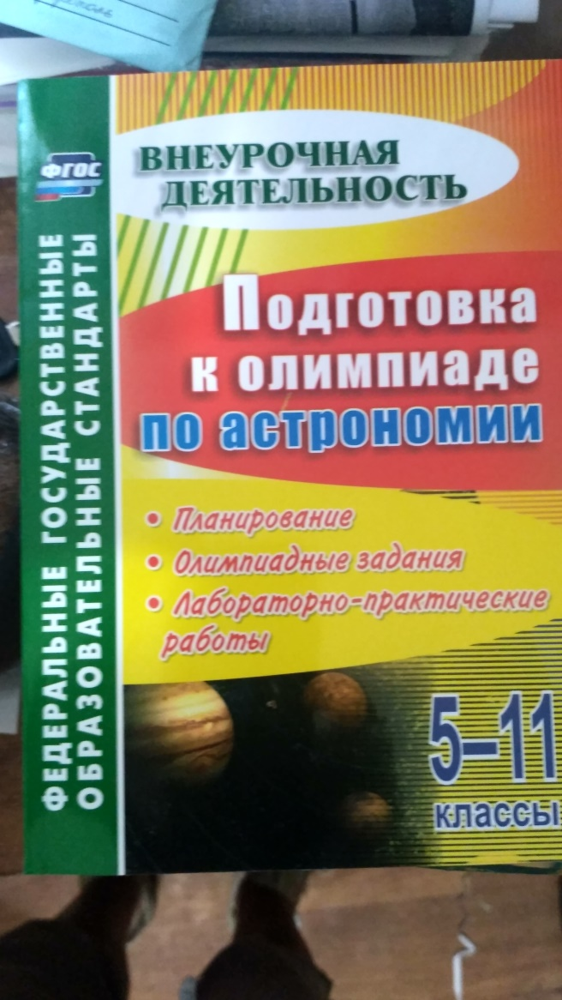 ФГОС
ФЕДЕРАЛЬНЫЕ ГОСУДАРСТВЕННЫЕ
ОБРАЗОВАТЕЛЬНЫЕ СТАНДАРТЫ
ВНЕУРОЧНАЯ
ДЕЯТЕЛЬНОСТЬ
Подготовка
к олимпиаде
по астрономии
• Планирование
• Олимпиадные задания
• Лабораторно-практические
работы
5–11
классы